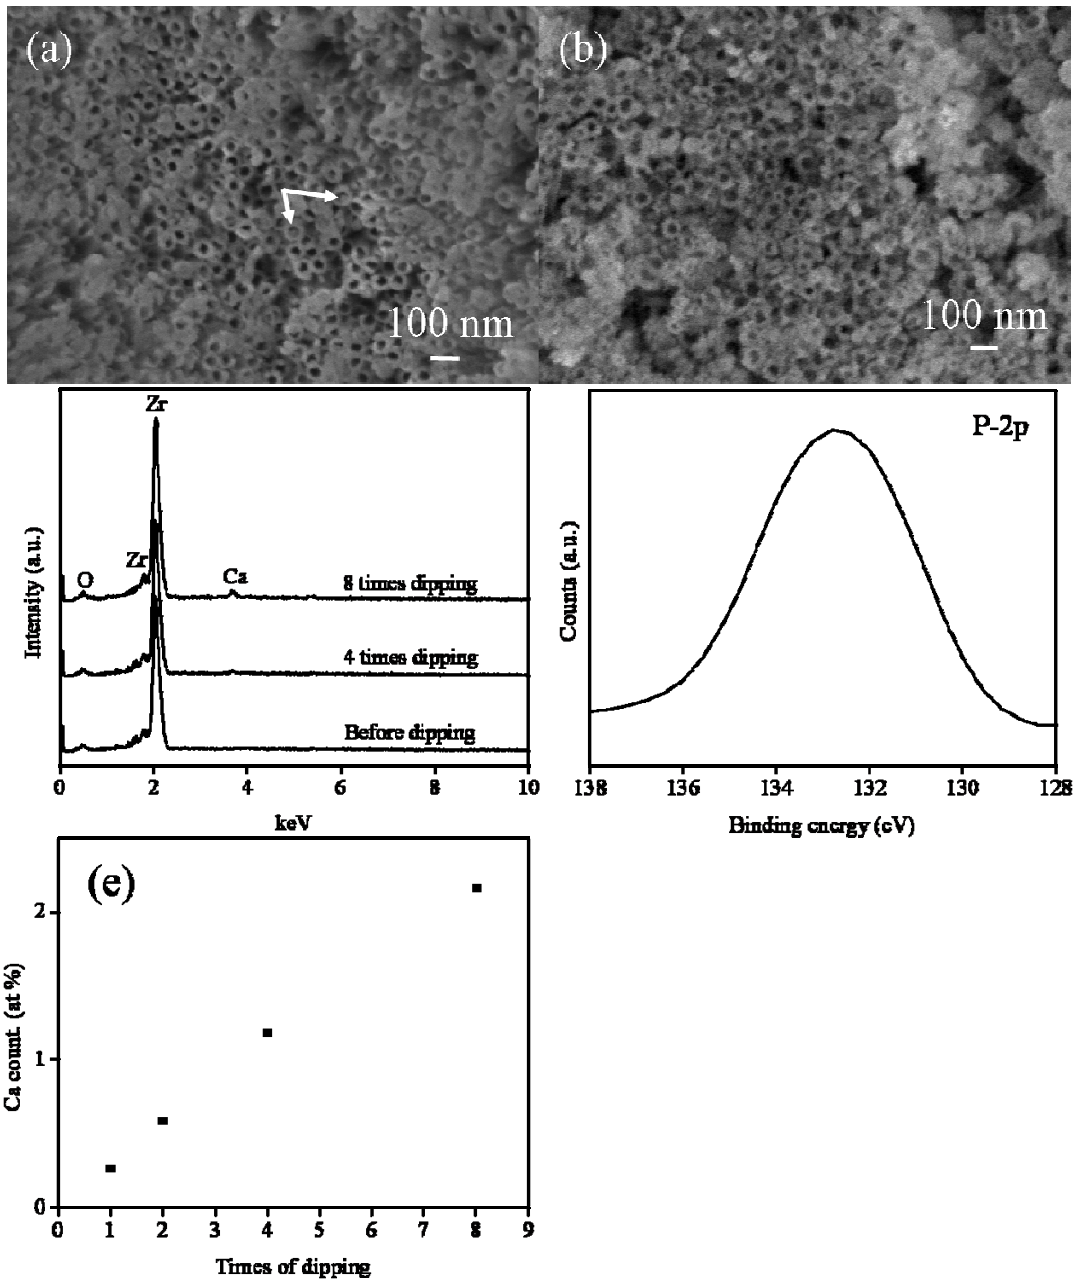 (a)
(b)
100 nm
100 nm
Zr
Zr
O
Ca
8 times dipping
4 times dipping
Before dipping
Intensity (a.u.)
0 2 4 6 8 10
keV
P-2p
Counts (a.u.)
138 136 134 132 130 128
Binding energy (eV)
(e)
2
1
0
Ca count. (at %)
0 1 2 3 4 5 6 7 8 9
Times of dipping